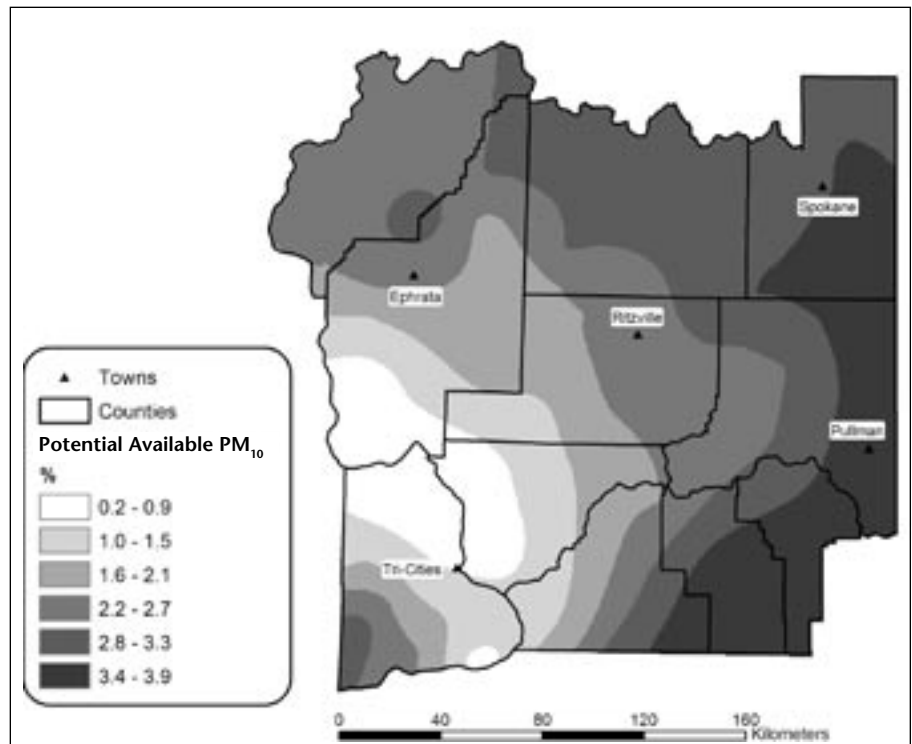 Spokane
Ephrata
Ritzville
Towns
Counties
Pullman
Potential Available PM₁₀
%
0.2 - 0.9
1.0 - 1.5
1.6 - 2.1
2.2 - 2.7
2.8 - 3.3
3.4 - 3.9
Tri-Cities
0 40 80 120 160
Kilometers